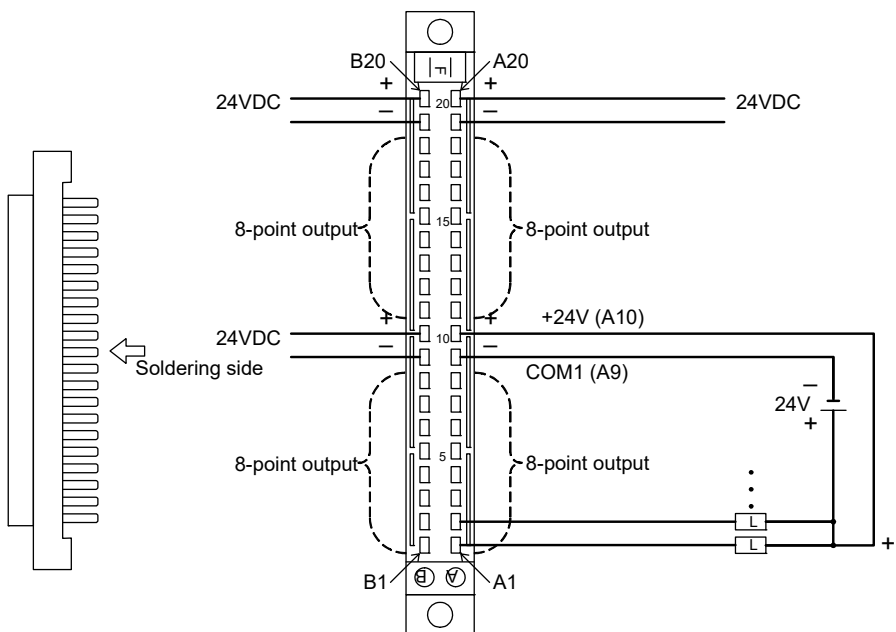 B20
A20
F
+
+
24VDC
20
24VDC
–
–
15
8-point output
8-point output
+
+
+24V (A10)
24VDC
10
–
–
Soldering side
COM1 (A9)
–
24V
+
8-point output
5
8-point output
L
L
+
B1
B
A
A1